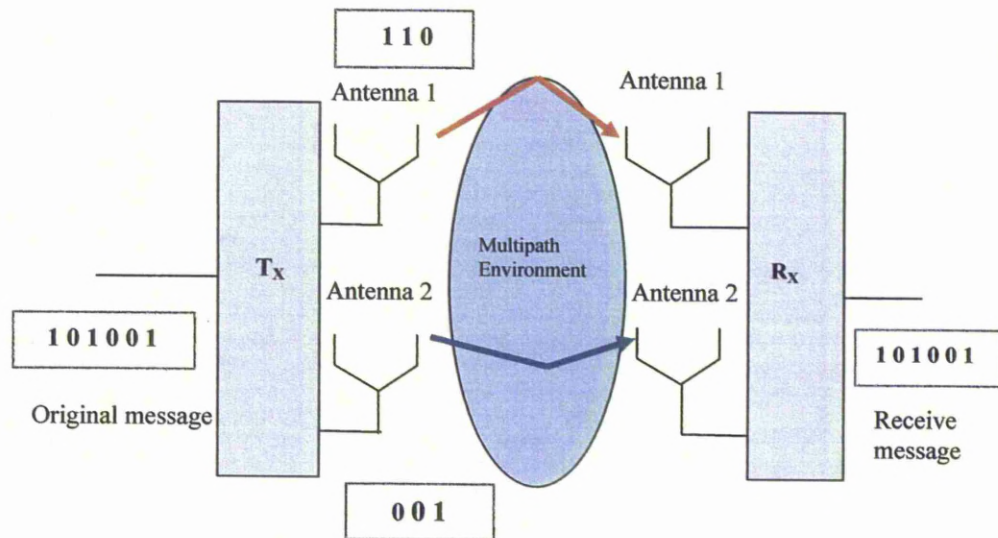 1 1 0
Antenna 1
Antenna 1
Multipath
Environment
TX
RX
Antenna 2
Antenna 2
1 0 1 0 0 1
1 0 1 0 0 1
Original message
Receive
message
0 0 1